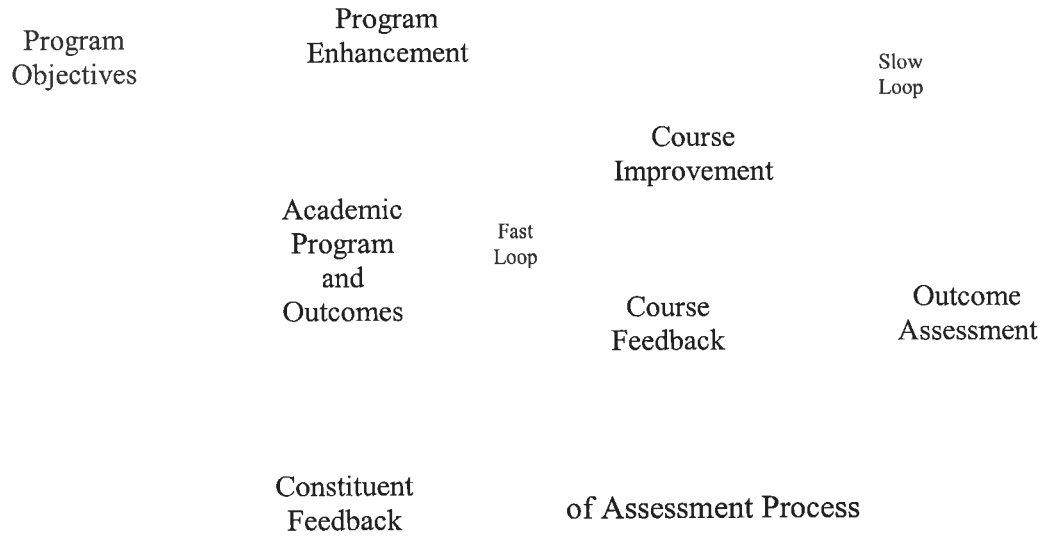 Program
Objectives
Program
Enhancement
Slow
Loop
Course
Improvement
Academic
Program
and
Outcomes
Fast
Loop
Course
Feedback
Outcome
Assessment
Constituent
Feedback
of Assessment Process